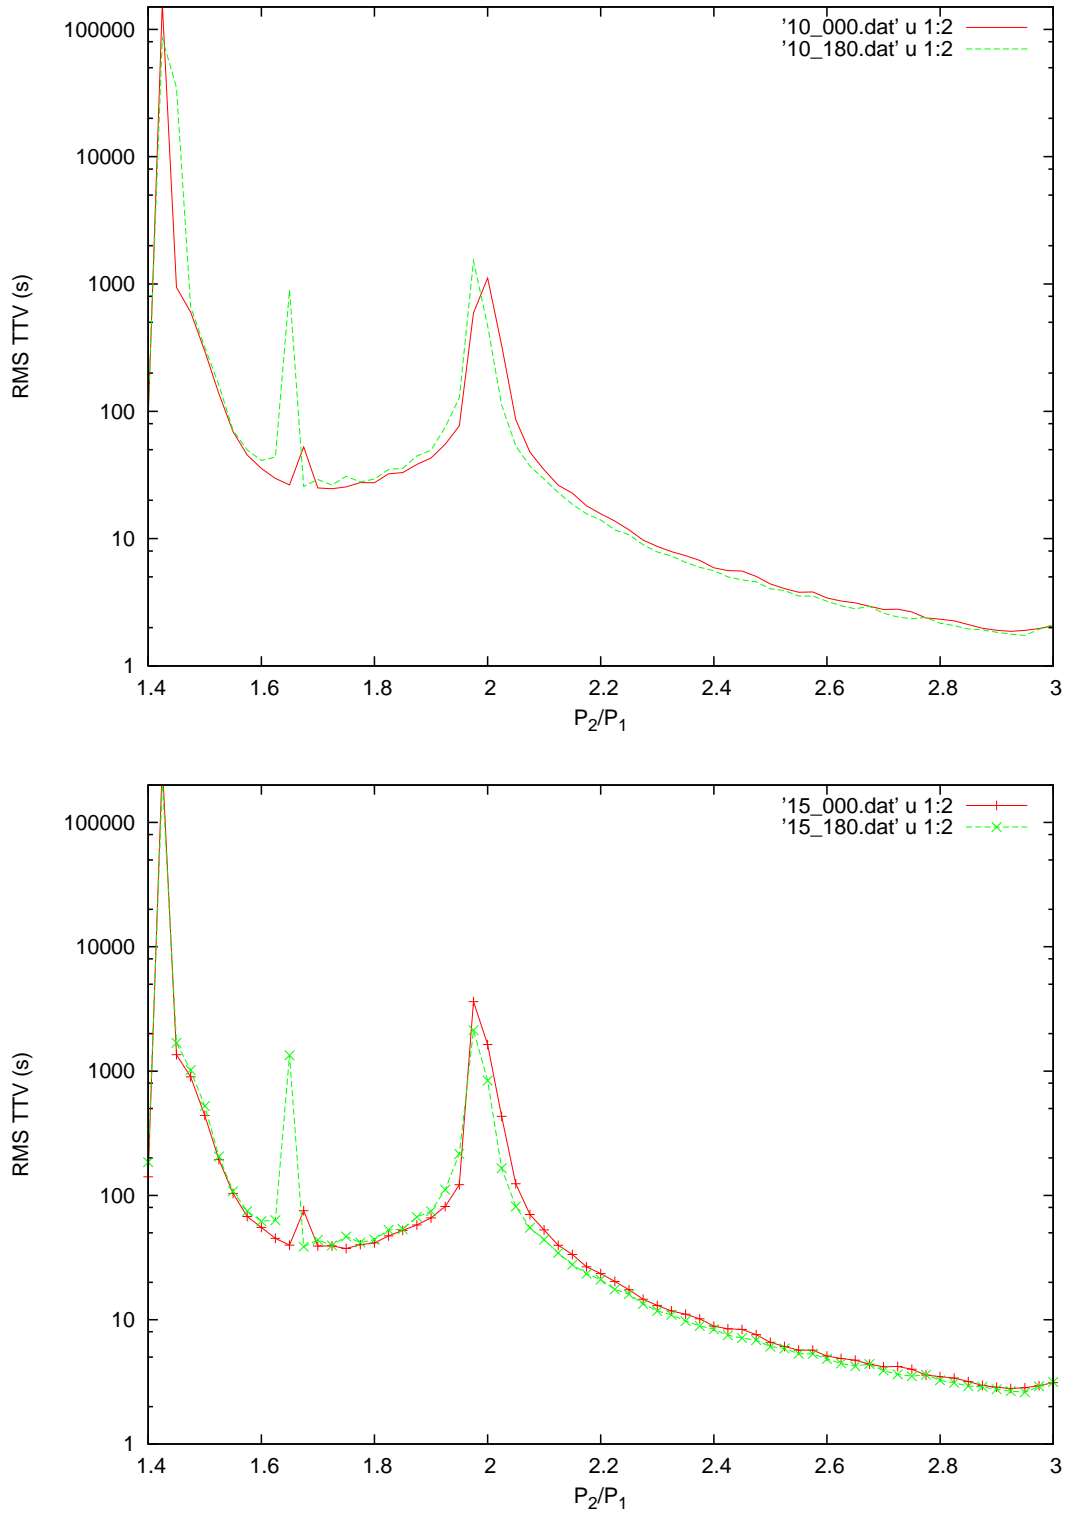 100000
10000
1000
100
10
1
RMS TTV (s)
'10_000.dat' u 1:2
'10_180.dat' u 1:2
1.4 1.6 1.8 2 2.2 2.4 2.6 2.8 3
P2/P1
100000
10000
1000
100
10
1
RMS TTV (s)
'15_000.dat' u 1:2
'15_180.dat' u 1:2
1.4 1.6 1.8 2 2.2 2.4 2.6 2.8 3
P2/P1